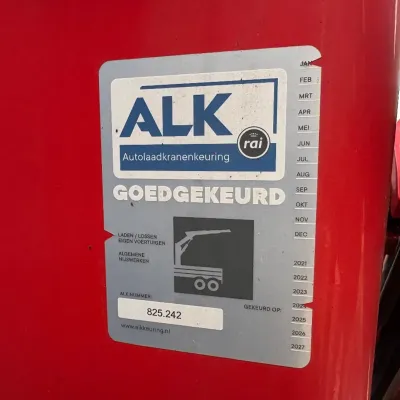 ALK
Autolaadkranenkeuring
rai
GOEDGEKEURD
JAN
FEB
MRT
APR
MEI
JUN
JUL
AUG
SEP
OKT
NOV
DEC
LADEN / LOSSEN
EIGEN VOERTUIGEN
ALGEMENE
HIJSWERKEN
2021
2022
2023
2024
2025
2026
2027
ALK NUMMER:
GEKEURD OP:
825.242
www.alkkeuring.nl